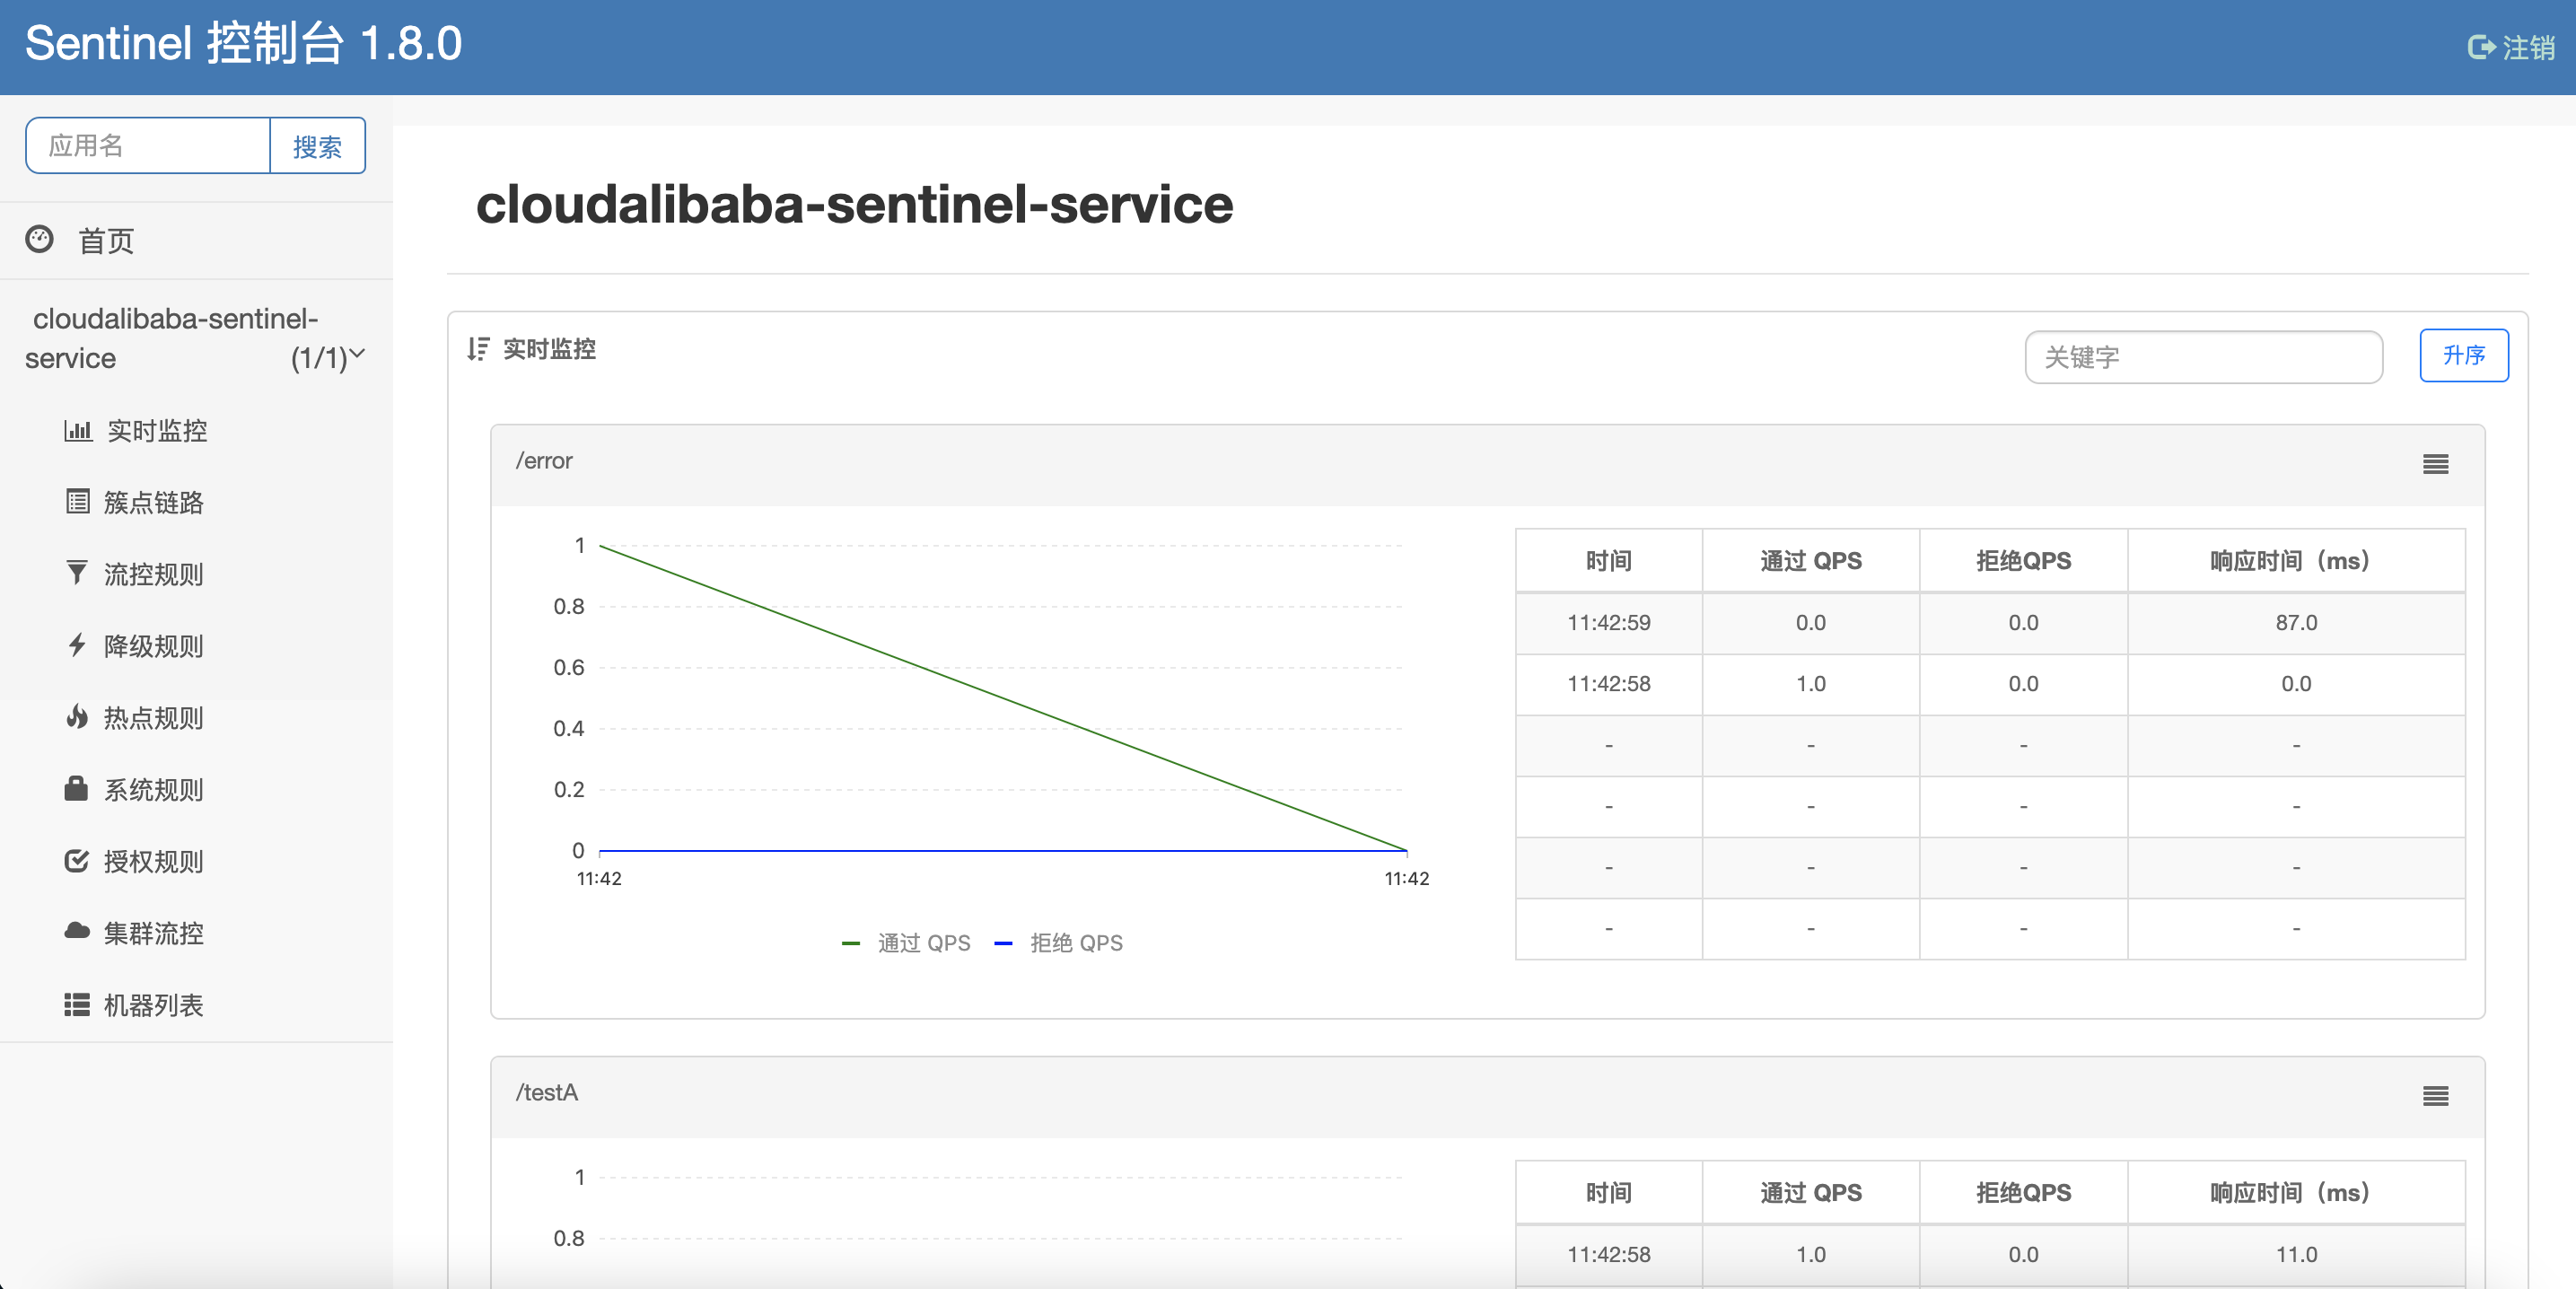 Sentinel 控制台 1.8.0
注销
应用名 搜索
首页
cloudalibaba-sentinel-
service (1/1)
实时监控
簇点链路
流控规则
降级规则
热点规则
系统规则
授权规则
集群流控
机器列表
cloudalibaba-sentinel-service
实时监控 关键字 升序
/error
1
0.8
0.6
0.4
0.2
0
11:42 11:42
通过 QPS 拒绝 QPS
时间 通过 QPS 拒绝QPS 响应时间（ms）
11:42:59 0.0 0.0 87.0
11:42:58 1.0 0.0 0.0
- - - -
- - - -
- - - -
- - - -
/testA
1
0.8
时间 通过 QPS 拒绝QPS 响应时间（ms）
11:42:58 1.0 0.0 11.0